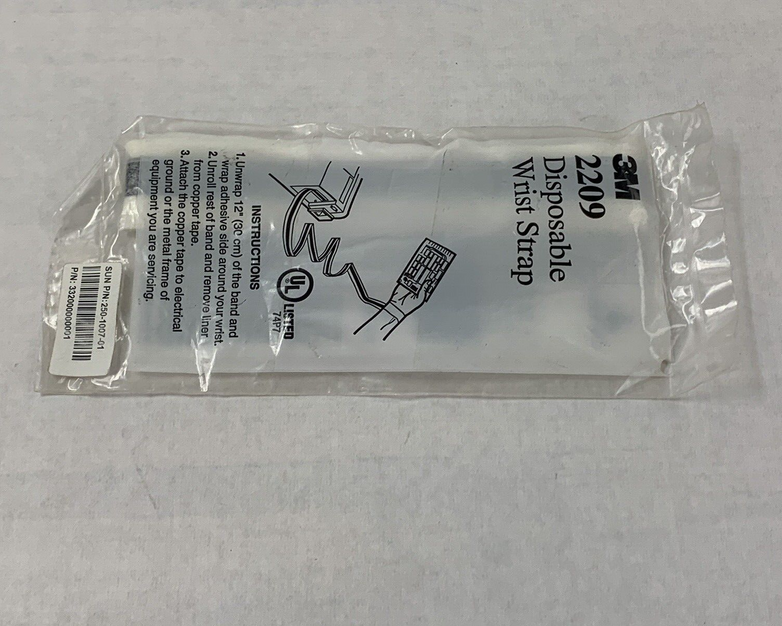 3M
2209
Disposable
Wrist Strap
UL
LISTED
74P7
INSTRUCTIONS
1. Unwrap 12" (30 cm) of the band and
wrap adhesive side around your wrist.
2. Unroll rest of band and remove liner
from copper tape.
3. Attach the copper tape to electrical
ground or the metal frame of
equipment you are servicing.
SUN P/N: 250-1007-01
P/N: 332000000001